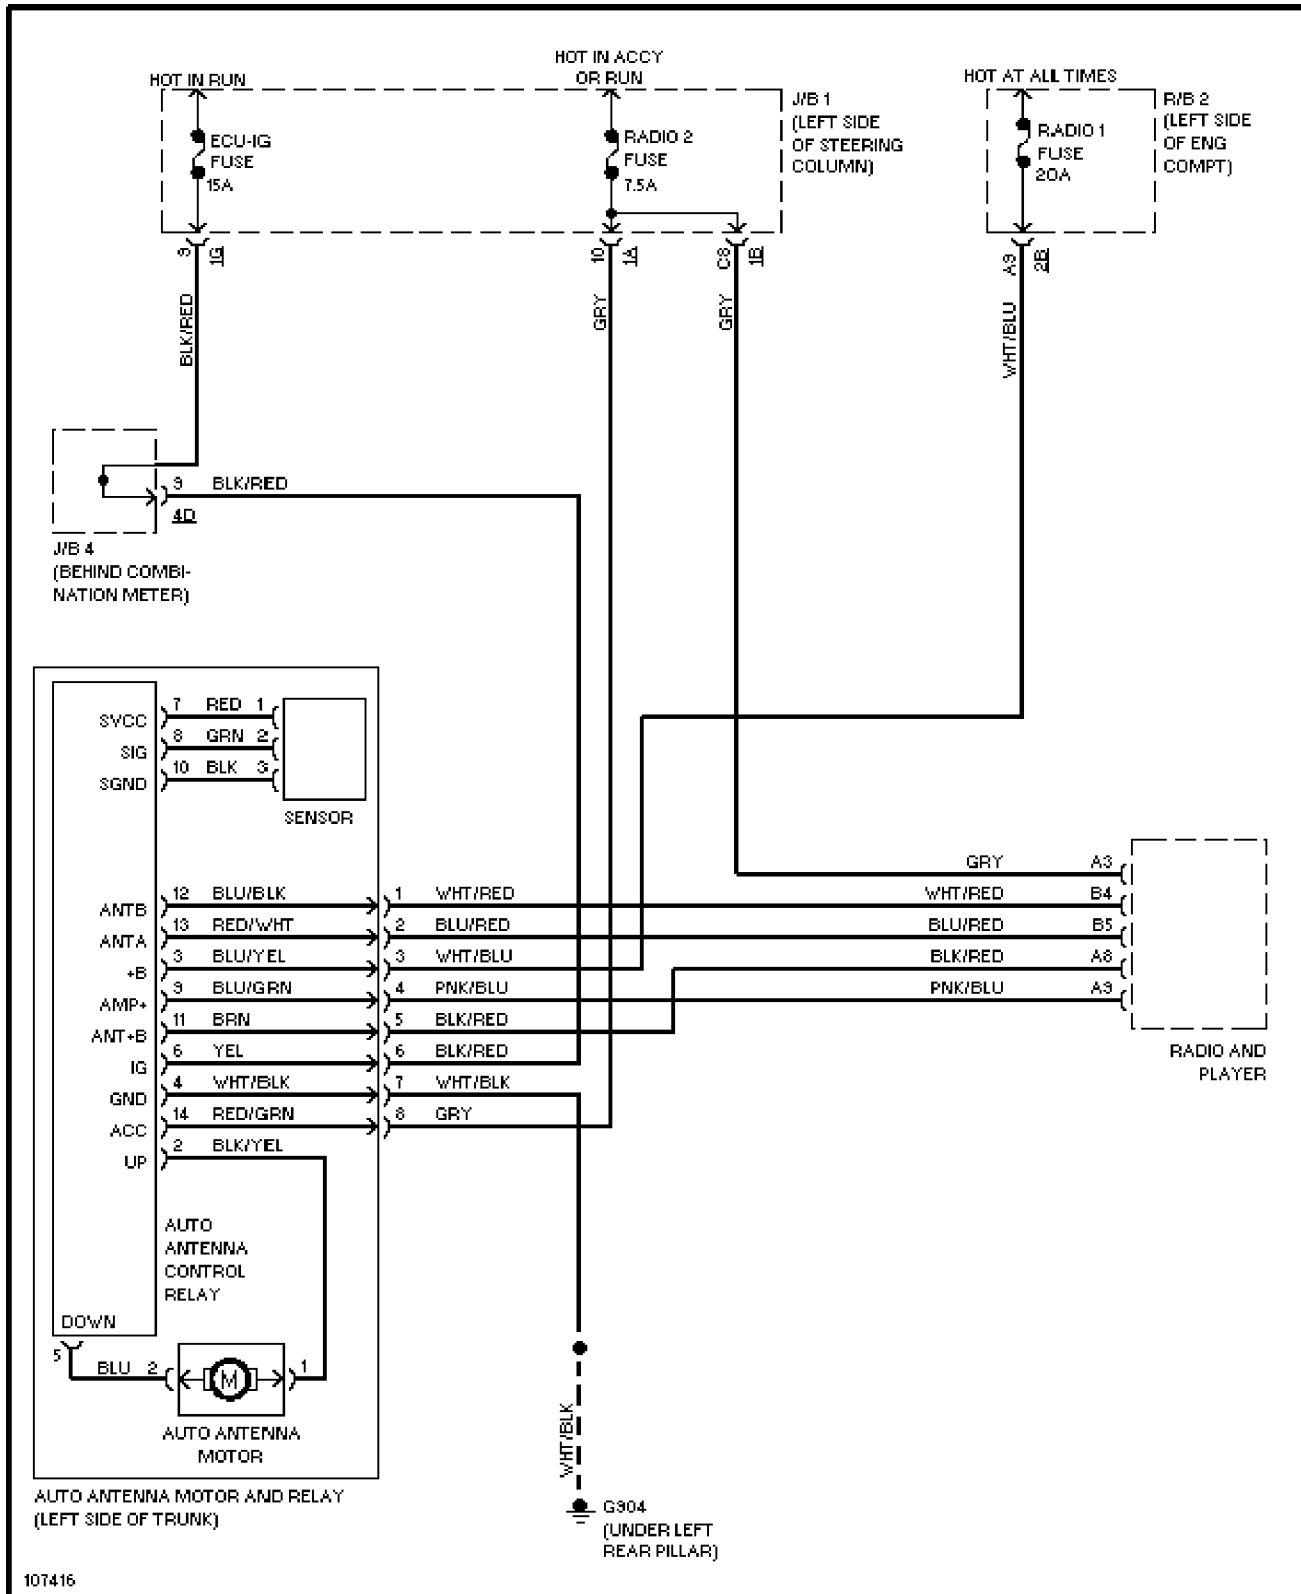 HOT IN RUN
HOT IN ACCY
OR RUN
HOT AT ALL TIMES
ECU-IG
FUSE
15A
RADIO 2
FUSE
7.5A
J/B 1
(LEFT SIDE
OF STEERING
COLUMN)
RADIO 1
FUSE
20A
R/B 2
(LEFT SIDE
OF ENG
COMPT)
9
1G
10
1A
C8
1B
A9
2B
BLK/RED
GRY
GRY
WHT/BLU
9 BLK/RED
4D
J/B 4
(BEHIND COMBI-
NATION METER)
SVCC 7 RED 1
SIG 8 GRN 2
SGND 10 BLK 3
SENSOR
GRY A3
ANTB 12 BLU/BLK 1 WHT/RED WHT/RED B4
ANTA 13 RED/WHT 2 BLU/RED BLU/RED B5
+B 3 BLU/YEL 3 WHT/BLU BLK/RED A8
AMP+ 9 BLU/GRN 4 PNK/BLU PNK/BLU A9
ANT+B 11 BRN 5 BLK/RED
IG 6 YEL 6 BLK/RED
GND 4 WHT/BLK 7 WHT/BLK
ACC 14 RED/GRN 8 GRY
UP 2 BLK/YEL
RADIO AND
PLAYER
AUTO
ANTENNA
CONTROL
RELAY
DOWN
5 BLU 2 M 1
AUTO ANTENNA
MOTOR
WHT/BLK
AUTO ANTENNA MOTOR AND RELAY
(LEFT SIDE OF TRUNK)
G304
(UNDER LEFT
REAR PILLAR)
107416